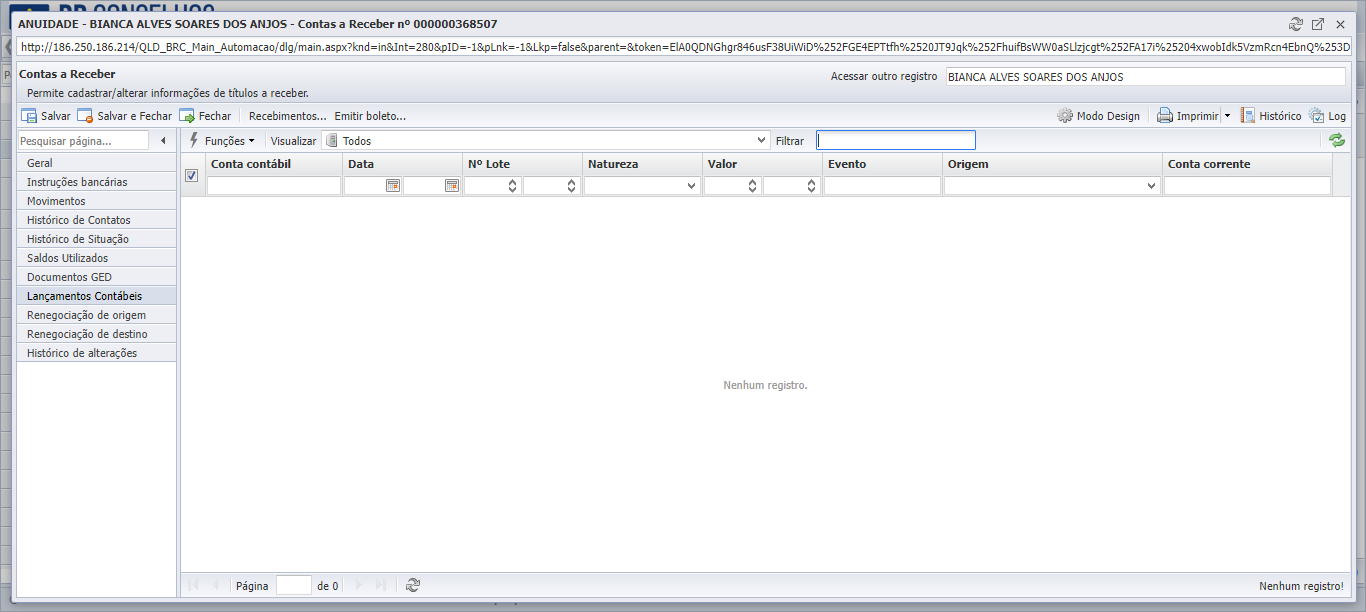 ANUIDADE - BIANCA ALVES SOARES DOS ANJOS - Contas a Receber nº 000000368507
http://186.250.186.214/QLD_BRC_Main_Automacao/dlg/main.aspx?knd=in&Int=280&pID=-1&pLnk=-1&Lkp=false&parent=&token=ElA0QDNGhgr846usF38UiWiD%252FGE4EPTtfh%2520JT9Jqk%252FhuifBsWW0aSLlzjcgt%252FA17i%25204xwobIdk5VzmRcn4EbnQ%253D
Contas a Receber
Acessar outro registro BIANCA ALVES SOARES DOS ANJOS
Permite cadastrar/alterar informações de títulos a receber.
Salvar Salvar e Fechar Fechar Recebimentos... Emitir boleto... Modo Design Imprimir Histórico Log
Pesquisar página... Funções Visualizar Todos Filtrar
Conta contábil Data Nº Lote Natureza Valor Evento Origem Conta corrente
Geral
Instruções bancárias
Movimentos
Histórico de Contatos
Histórico de Situação
Saldos Utilizados
Documentos GED
Lançamentos Contábeis
Renegociação de origem
Renegociação de destino
Histórico de alterações
Nenhum registro.
Página de 0 Nenhum registro!